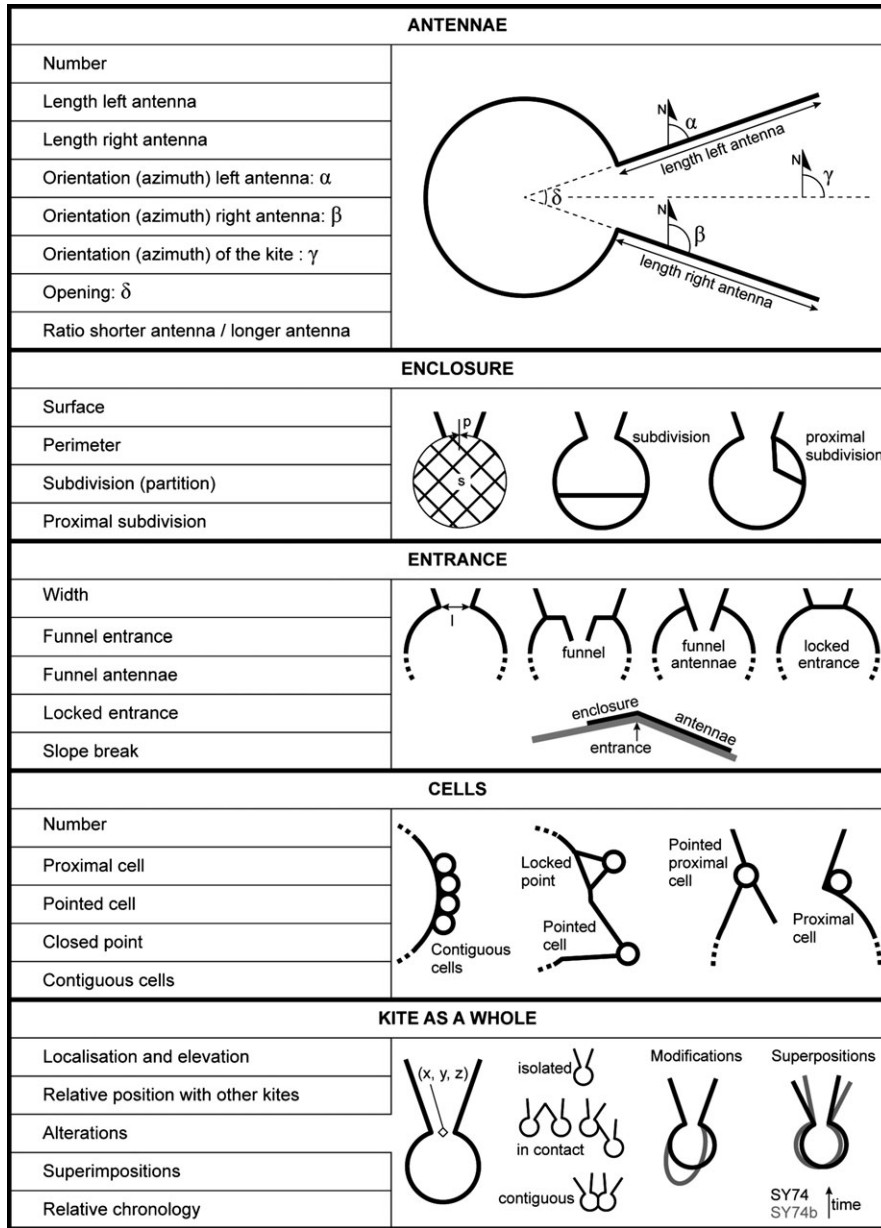 ANTENNAE
Number
Length left antenna
Length right antenna
Orientation (azimuth) left antenna: α
Orientation (azimuth) right antenna: β
Orientation (azimuth) of the kite : γ
Opening: δ
Ratio shorter antenna / longer antenna
N
α
length left antenna
N
γ
δ
N
β
length right antenna
ENCLOSURE
Surface
Perimeter
Subdivision (partition)
Proximal subdivision
p
s
subdivision
proximal
subdivision
ENTRANCE
Width
Funnel entrance
Funnel antennae
Locked entrance
Slope break
l
funnel
funnel
antennae
locked
entrance
enclosure
antennae
entrance
CELLS
Number
Proximal cell
Pointed cell
Closed point
Contiguous cells
Contiguous
cells
Locked
point
Pointed
cell
Pointed
proximal
cell
Proximal
cell
KITE AS A WHOLE
Localisation and elevation
Relative position with other kites
Alterations
Superimpositions
Relative chronology
(x, y, z)
isolated
in contact
contiguous
Modifications
Superpositions
SY74
SY74b
time